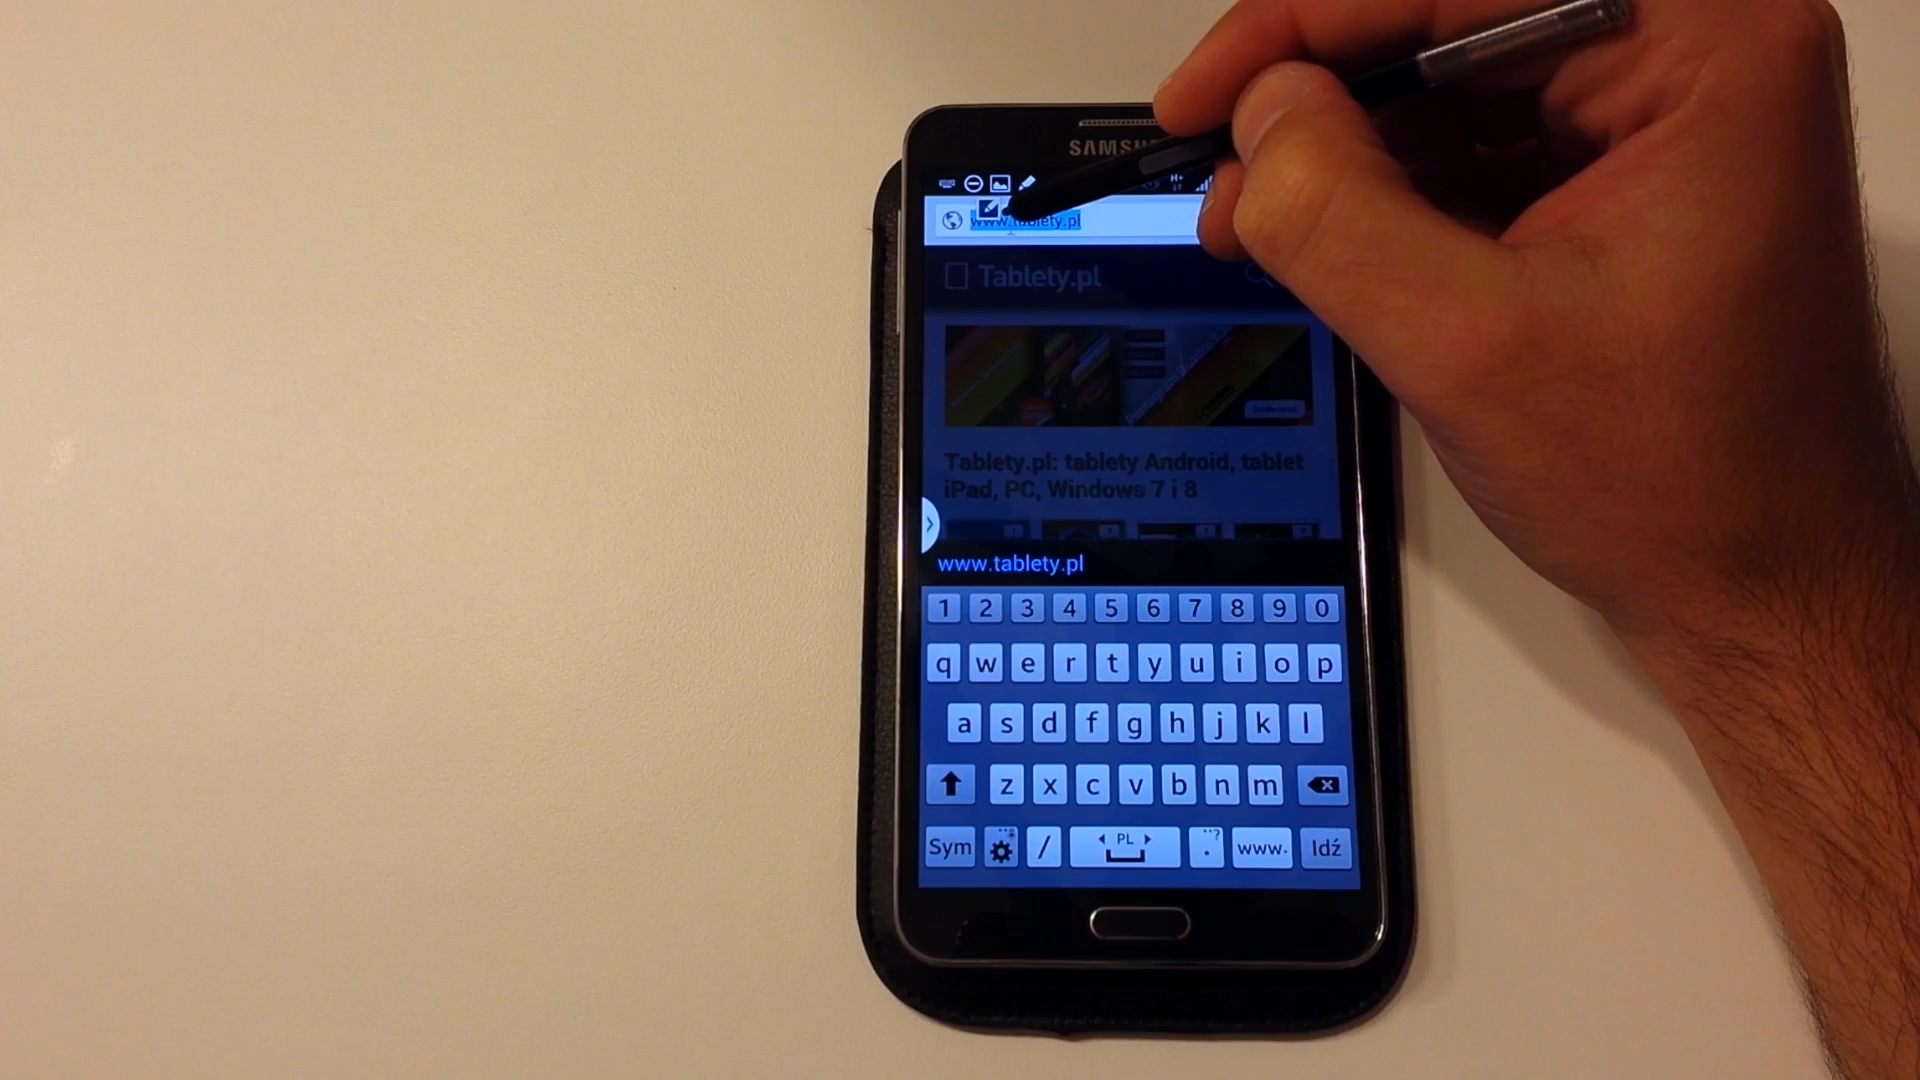 H+
www.tablety.pl
Tablety.pl
Tablety.pl: tablety Android, tablet
iPad, PC, Windows 7 i 8
www.tablety.pl
1 2 3 4 5 6 7 8 9 0
q w e r t y u i o p
a s d f g h j k l
z x c v b n m
Sym / PL . www. Idź